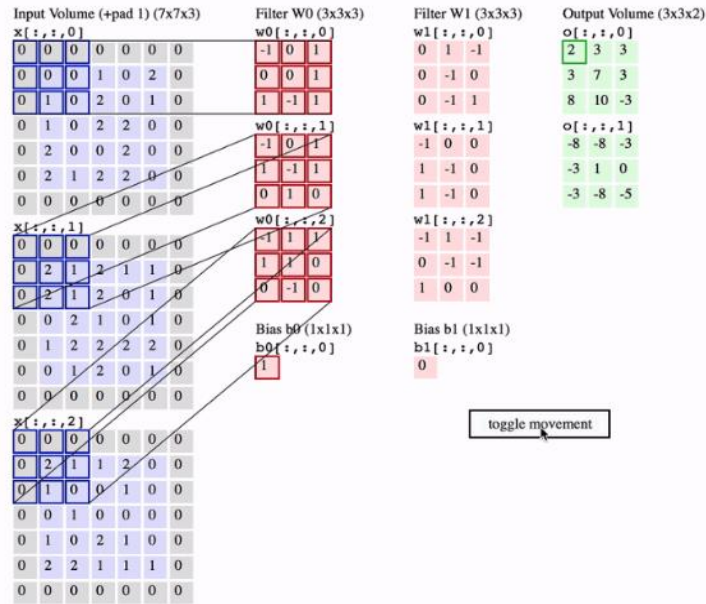 Input Volume (+pad 1) (7x7x3)
x[:,:,0]
0 0 0 0 0 0 0
0 0 0 1 0 2 0
0 1 0 2 0 1 0
0 1 0 2 2 0 0
0 2 0 0 2 0 0
0 2 1 2 2 0 0
0 0 0 0 0 0 0
x[:,:,1]
0 0 0 0 0 0 0
0 2 1 2 1 1 0
0 2 1 2 0 1 0
0 0 2 1 0 1 0
0 1 2 2 2 2 0
0 0 1 2 0 1 0
0 0 0 0 0 0 0
x[:,:,2]
0 0 0 0 0 0 0
0 2 1 1 2 0 0
0 1 0 0 1 0 0
0 0 1 0 0 0 0
0 1 0 2 1 0 0
0 2 2 1 1 1 0
0 0 0 0 0 0 0
Filter W0 (3x3x3)
w0[:,:,0]
-1 0 1
0 0 1
1 -1 1
w0[:,:,1]
-1 0 1
1 -1 1
0 1 0
w0[:,:,2]
-1 1 1
1 1 0
0 -1 0
Bias b0 (1x1x1)
b0[:,:,0]
1
Filter W1 (3x3x3)
w1[:,:,0]
0 1 -1
0 -1 0
0 -1 1
w1[:,:,1]
-1 0 0
1 -1 0
1 -1 0
w1[:,:,2]
-1 1 -1
0 -1 -1
1 0 0
Bias b1 (1x1x1)
b1[:,:,0]
0
Output Volume (3x3x2)
o[:,:,0]
2 3 3
3 7 3
8 10 -3
o[:,:,1]
-8 -8 -3
-3 1 0
-3 -8 -5
toggle movement